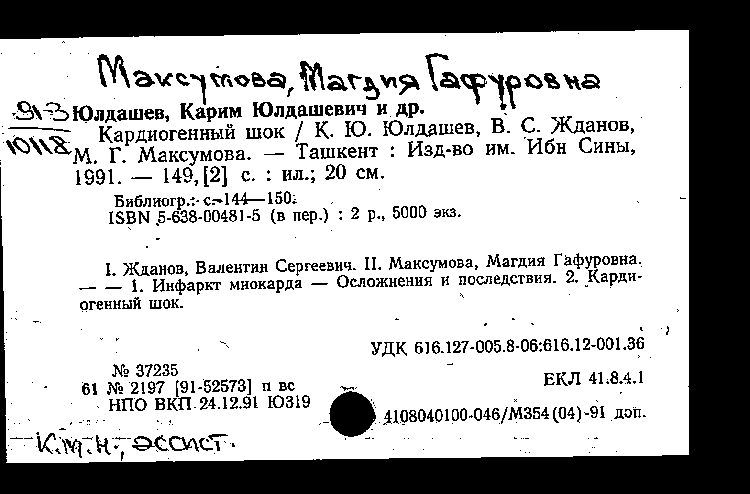 Максумова, Магдия Гафуровна
91-3
10118
Юлдашев, Карим Юлдашевич и др.
Кардиогенный шок / К. Ю. Юлдашев, В. С. Жданов,
М. Г. Максумова. — Ташкент : Изд-во им. Ибн Сины,
1991. — 149, [2] с. : ил.; 20 см.
Библиогр.: с. 144—150.
ISBN 5-638-00481-5 (в пер.) : 2 р., 5000 экз.
I. Жданов, Валентин Сергеевич. II. Максумова, Магдия Гафуровна.
— — 1. Инфаркт миокарда — Осложнения и последствия. 2. Карди-
огенный шок.
УДК 616.127-005.8-06:616.12-001.36
№ 37235
61 № 2197 [91-52573] п вс
ЕКЛ 41.8.4.1
НПО ВКП 24.12.91 Ю319
4108040100-046/М354(04)-91 доп.
к.м.н., ассист.